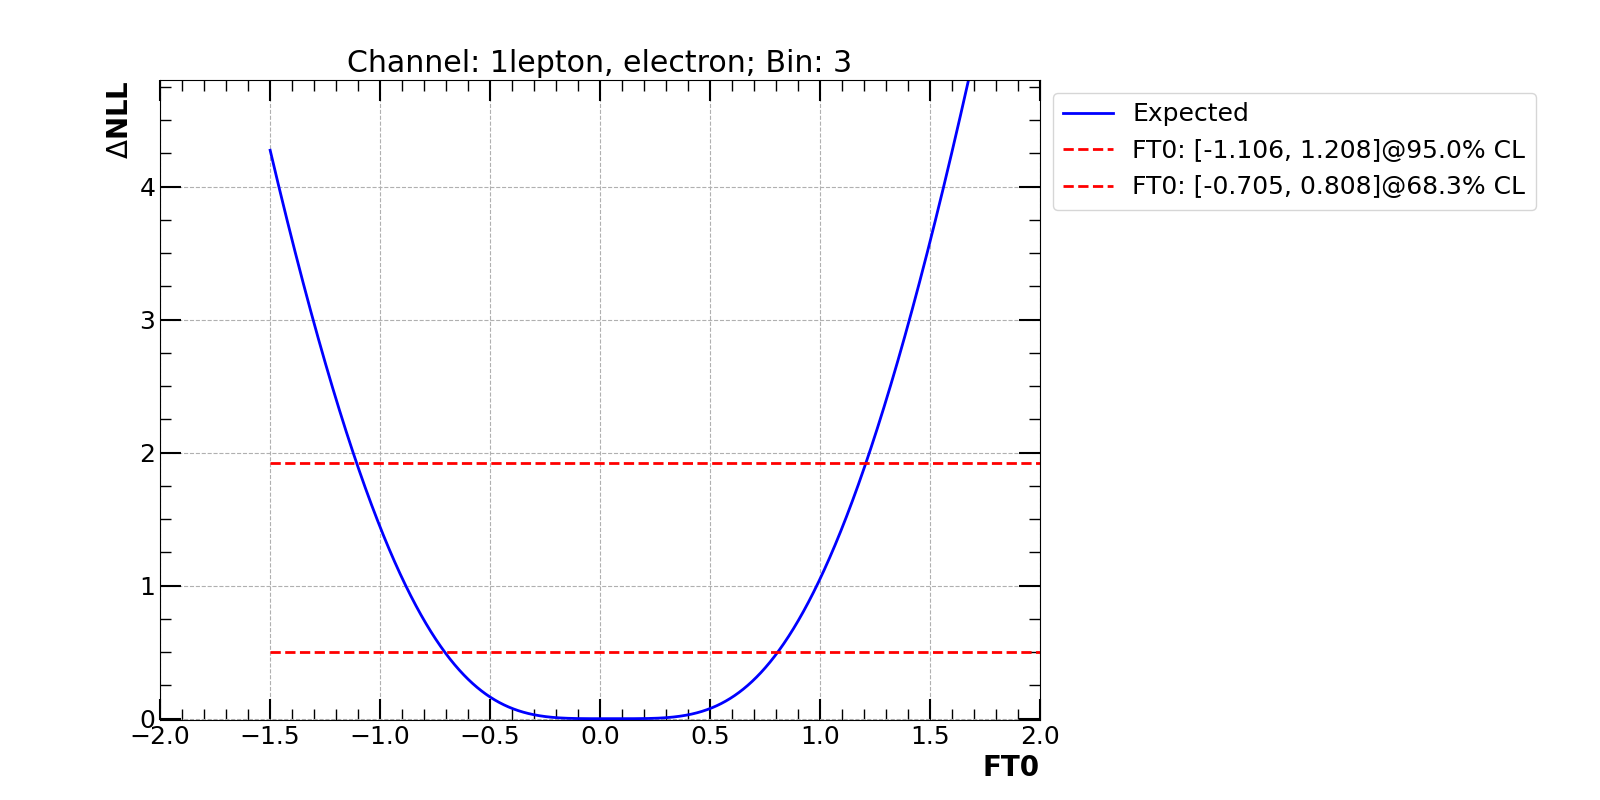 Channel: 1lepton, electron; Bin: 3
ΔNLL
4
3
2
1
0
−2.0 −1.5 −1.0 −0.5 0.0 0.5 1.0 1.5 2.0
FT0
Expected
FT0: [-1.106, 1.208]@95.0% CL
FT0: [-0.705, 0.808]@68.3% CL